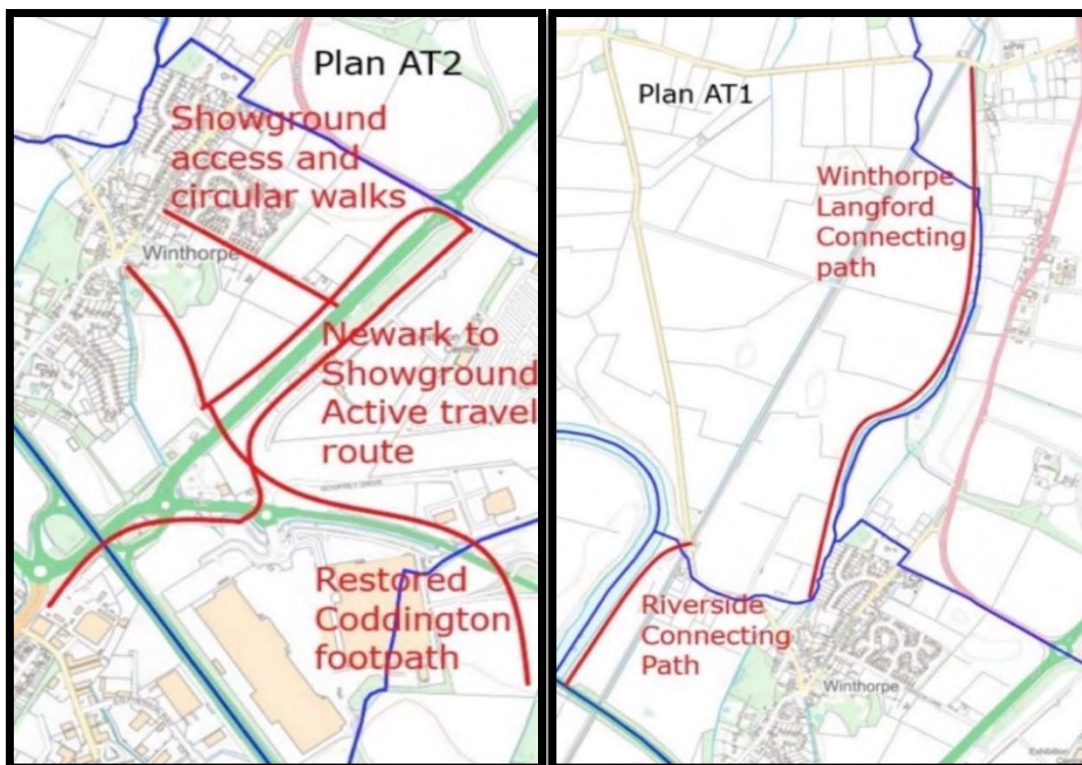 Plan AT2
Showground
access and
circular walks
Winthorpe
Newark to
Showground
Active travel
route
Restored
Coddington
footpath
Plan AT1
Winthorpe
Langford
Connecting
path
Riverside
Connecting
Path
Winthorpe